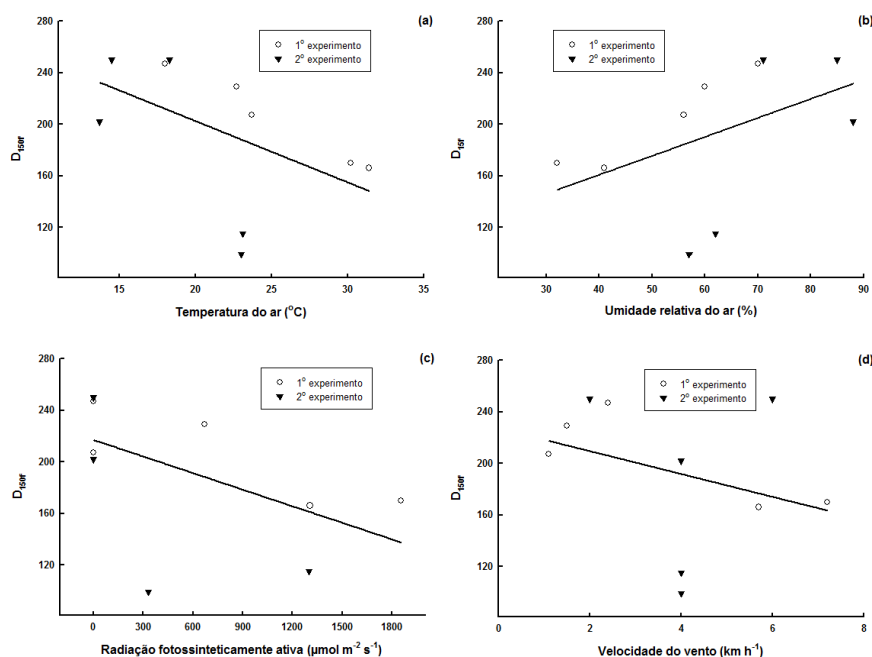 (a)
280
240
200
160
120
D150f
1º experimento
2º experimento
15 20 25 30 35
Temperatura do ar (ºC)
(b)
280
240
200
160
120
D15f
1º experimento
2º experimento
30 40 50 60 70 80 90
Umidade relativa do ar (%)
(c)
280
240
200
160
120
D150f
1º experimento
2º experimento
0 300 600 900 1200 1500 1800
Radiação fotossinteticamente ativa (µmol m⁻² s⁻¹)
(d)
280
240
200
160
120
D150f
1º experimento
2º experimento
0 2 4 6 8
Velocidade do vento (km h⁻¹)